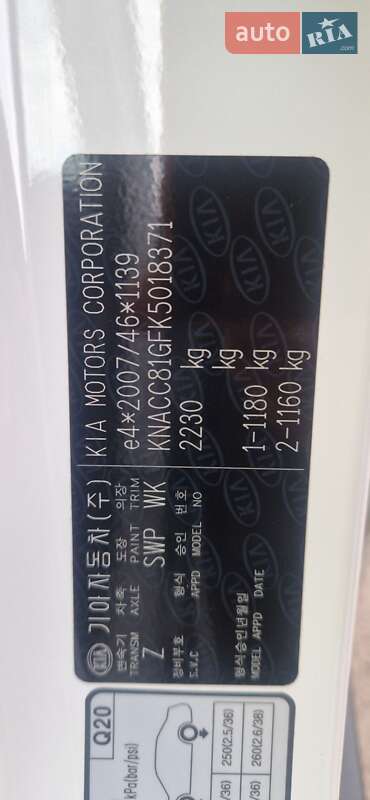 auto RIA.com
KIA 기아자동차(주) KIA MOTORS CORPORATION
변속기 차축 도장 의장 e4*2007/46*1139
TRANSM AXLE PAINT TRIM KNACC81GFK5018371
Z SWP WK 2230 kg
정비부호 형식 승인 번호 kg
S.V.C APPD MODEL NO
1-1180 kg
형식승인년월일 2-1160 kg
MODEL APPD DATE
Q20
kPa(bar/psi)
250(2.5/36)
260(2.6/38)